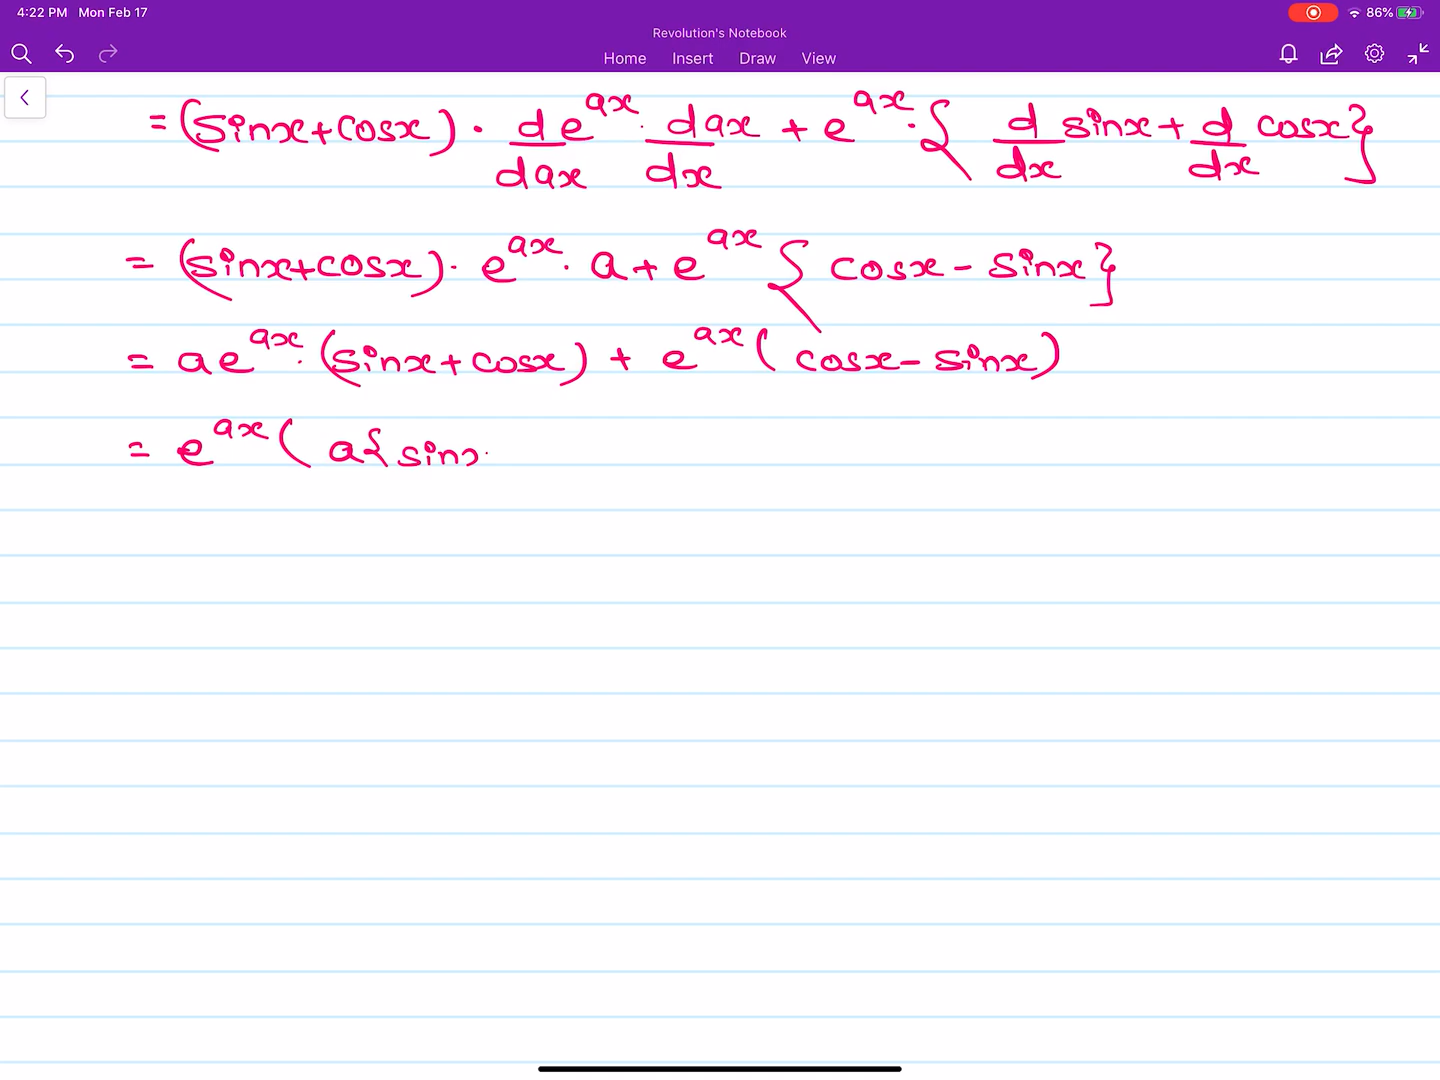 4:22 PM Mon Feb 17 86%
Revolution's Notebook
Home Insert Draw View
= (sinx+cosx) · de^ax/dax · dax/dx + e^ax · { d/dx sinx + d/dx cosx}
= (sinx+cosx) · e^ax · a + e^ax { cosx - sinx}
= ae^ax · (sinx + cosx) + e^ax ( cosx - sinx)
= e^ax ( a{ sinx